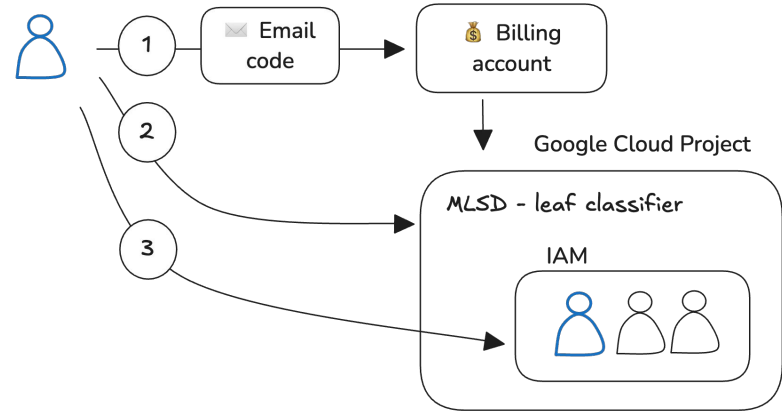 1
✉️ Email
code
💰 Billing
account
2
Google Cloud Project
MLSD - leaf classifier
3
IAM